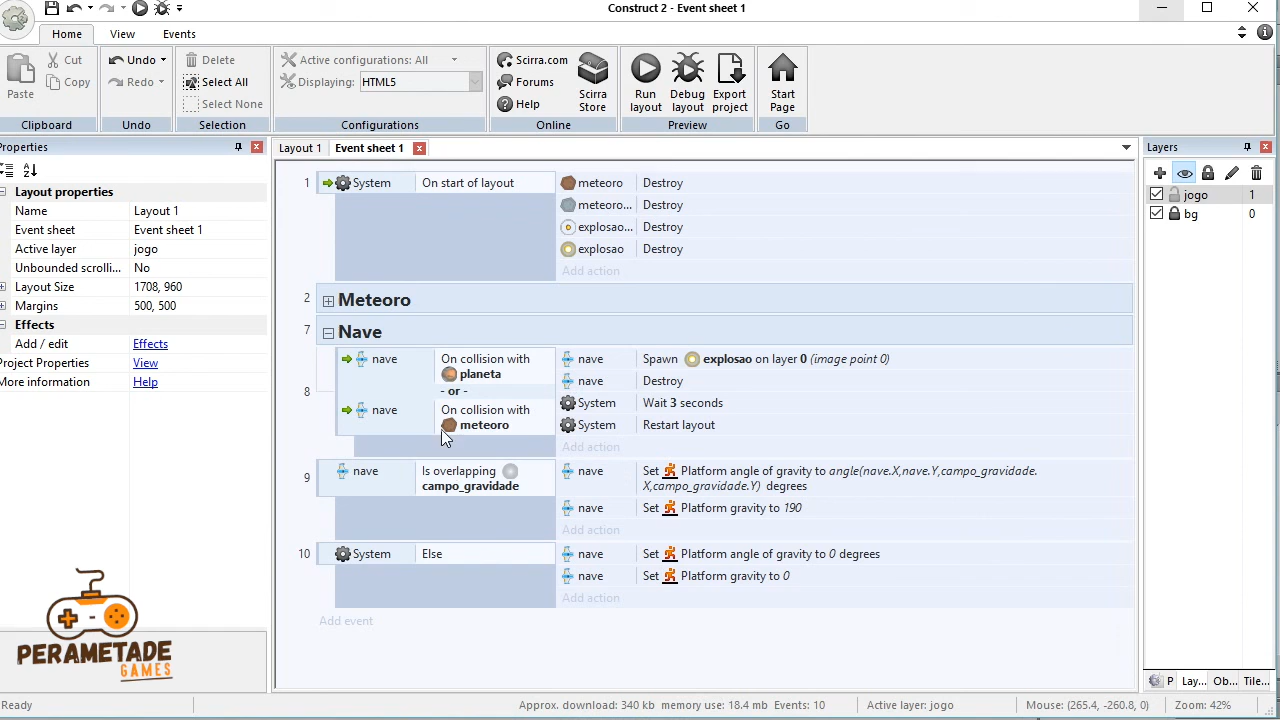 Construct 2 - Event sheet 1
Home View Events
Paste Cut Copy Clipboard
Undo Redo Undo
Delete Select All Select None Selection
Active configurations: All
Displaying: HTML5
Configurations
Scirra.com Forums Help Scirra Store Online
Run layout Debug layout Export project Preview
Start Page Go
Properties
Layout properties
Name Layout 1
Event sheet Event sheet 1
Active layer jogo
Unbounded scrolli... No
Layout Size 1708, 960
Margins 500, 500
Effects
Add / edit Effects
Project Properties View
More information Help
PERAMETADE
GAMES
Layout 1 Event sheet 1
1 System On start of layout meteoro Destroy
meteoro... Destroy
explosao... Destroy
explosao Destroy
Add action
2 Meteoro
7 Nave
8 nave On collision with planeta nave Spawn explosao on layer 0 (image point 0)
nave Destroy
- or -
nave On collision with meteoro System Wait 3 seconds
System Restart layout
Add action
9 nave Is overlapping campo_gravidade nave Set Platform angle of gravity to angle(nave.X,nave.Y,campo_gravidade.
X,campo_gravidade.Y) degrees
nave Set Platform gravity to 190
Add action
10 System Else nave Set Platform angle of gravity to 0 degrees
nave Set Platform gravity to 0
Add action
Add event
Layers
jogo 1
bg 0
P Lay... Ob... Tile...
Ready Approx. download: 340 kb memory use: 18.4 mb Events: 10 Active layer: jogo Mouse: (265.4, -260.8, 0) Zoom: 42%